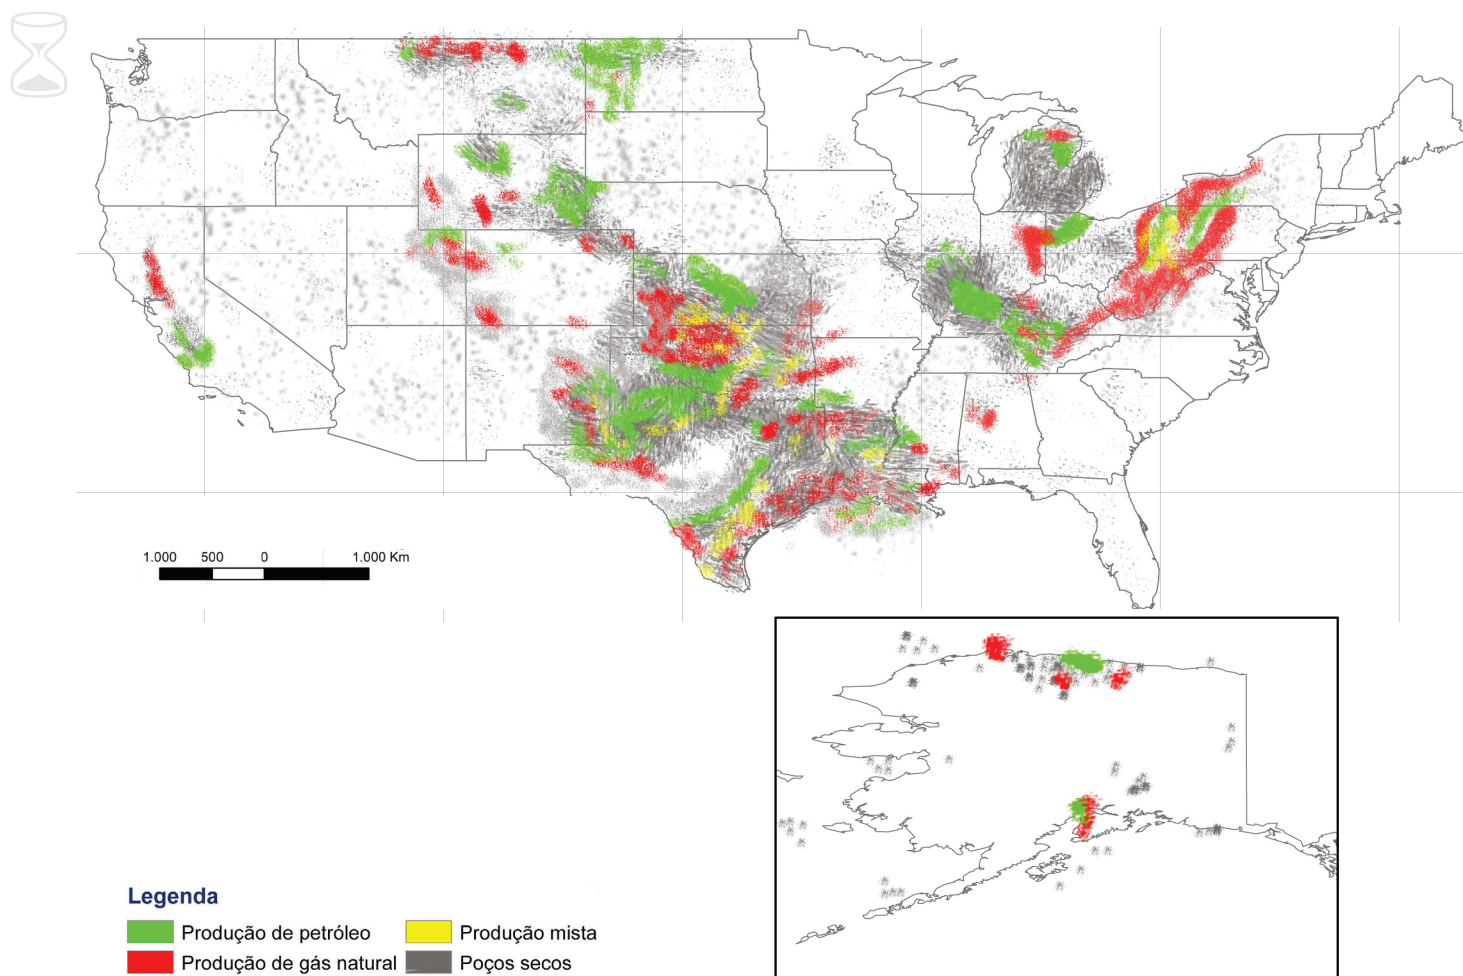 1.000 500 0 1.000 Km
Legenda
Produção de petróleo Produção mista
Produção de gás natural Poços secos